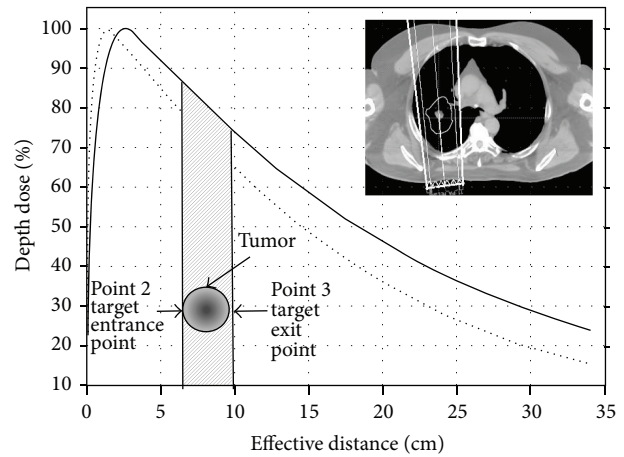 Depth dose (%)
100
90
80
70
60
50
40
30
20
10
Tumor
Point 2
target
entrance
point
Point 3
target
exit
point
0
5
10
15
20
25
30
35
Effective distance (cm)